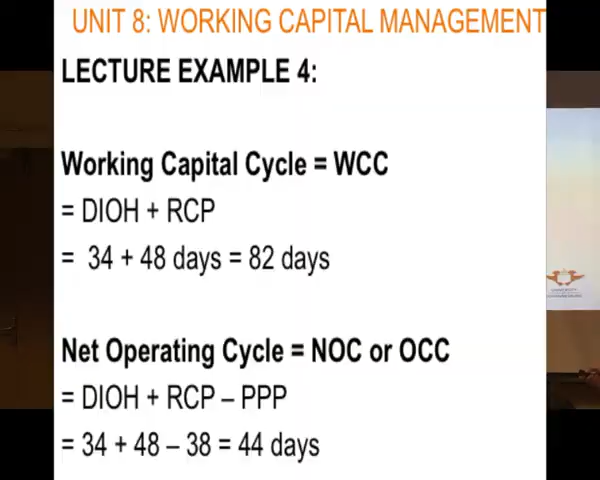 UNIT 8: WORKING CAPITAL MANAGEMENT
LECTURE EXAMPLE 4:
Working Capital Cycle = WCC
= DIOH + RCP
= 34 + 48 days = 82 days
Net Operating Cycle = NOC or OCC
= DIOH + RCP – PPP
= 34 + 48 – 38 = 44 days